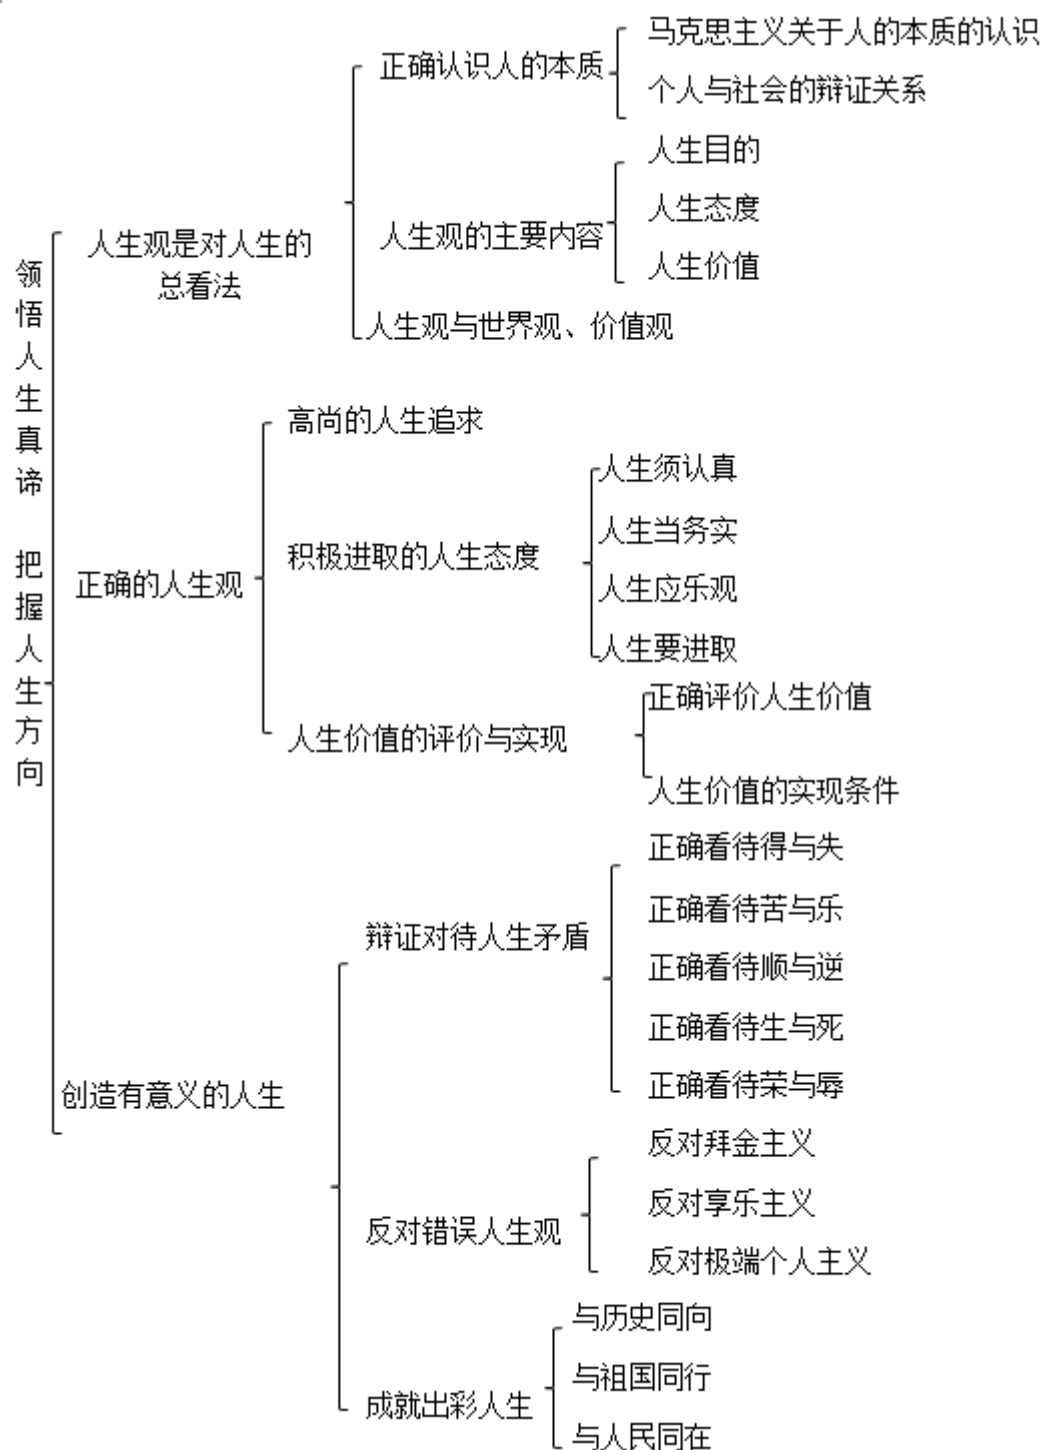 领悟人生真谛 把握人生方向
人生观是对人生的
总看法
正确认识人的本质
马克思主义关于人的本质的认识
个人与社会的辩证关系
人生观的主要内容
人生目的
人生态度
人生价值
人生观与世界观、价值观
正确的人生观
高尚的人生追求
积极进取的人生态度
人生须认真
人生当务实
人生应乐观
人生要进取
人生价值的评价与实现
正确评价人生价值
人生价值的实现条件
创造有意义的人生
辩证对待人生矛盾
正确看待得与失
正确看待苦与乐
正确看待顺与逆
正确看待生与死
正确看待荣与辱
反对错误人生观
反对拜金主义
反对享乐主义
反对极端个人主义
成就出彩人生
与历史同向
与祖国同行
与人民同在